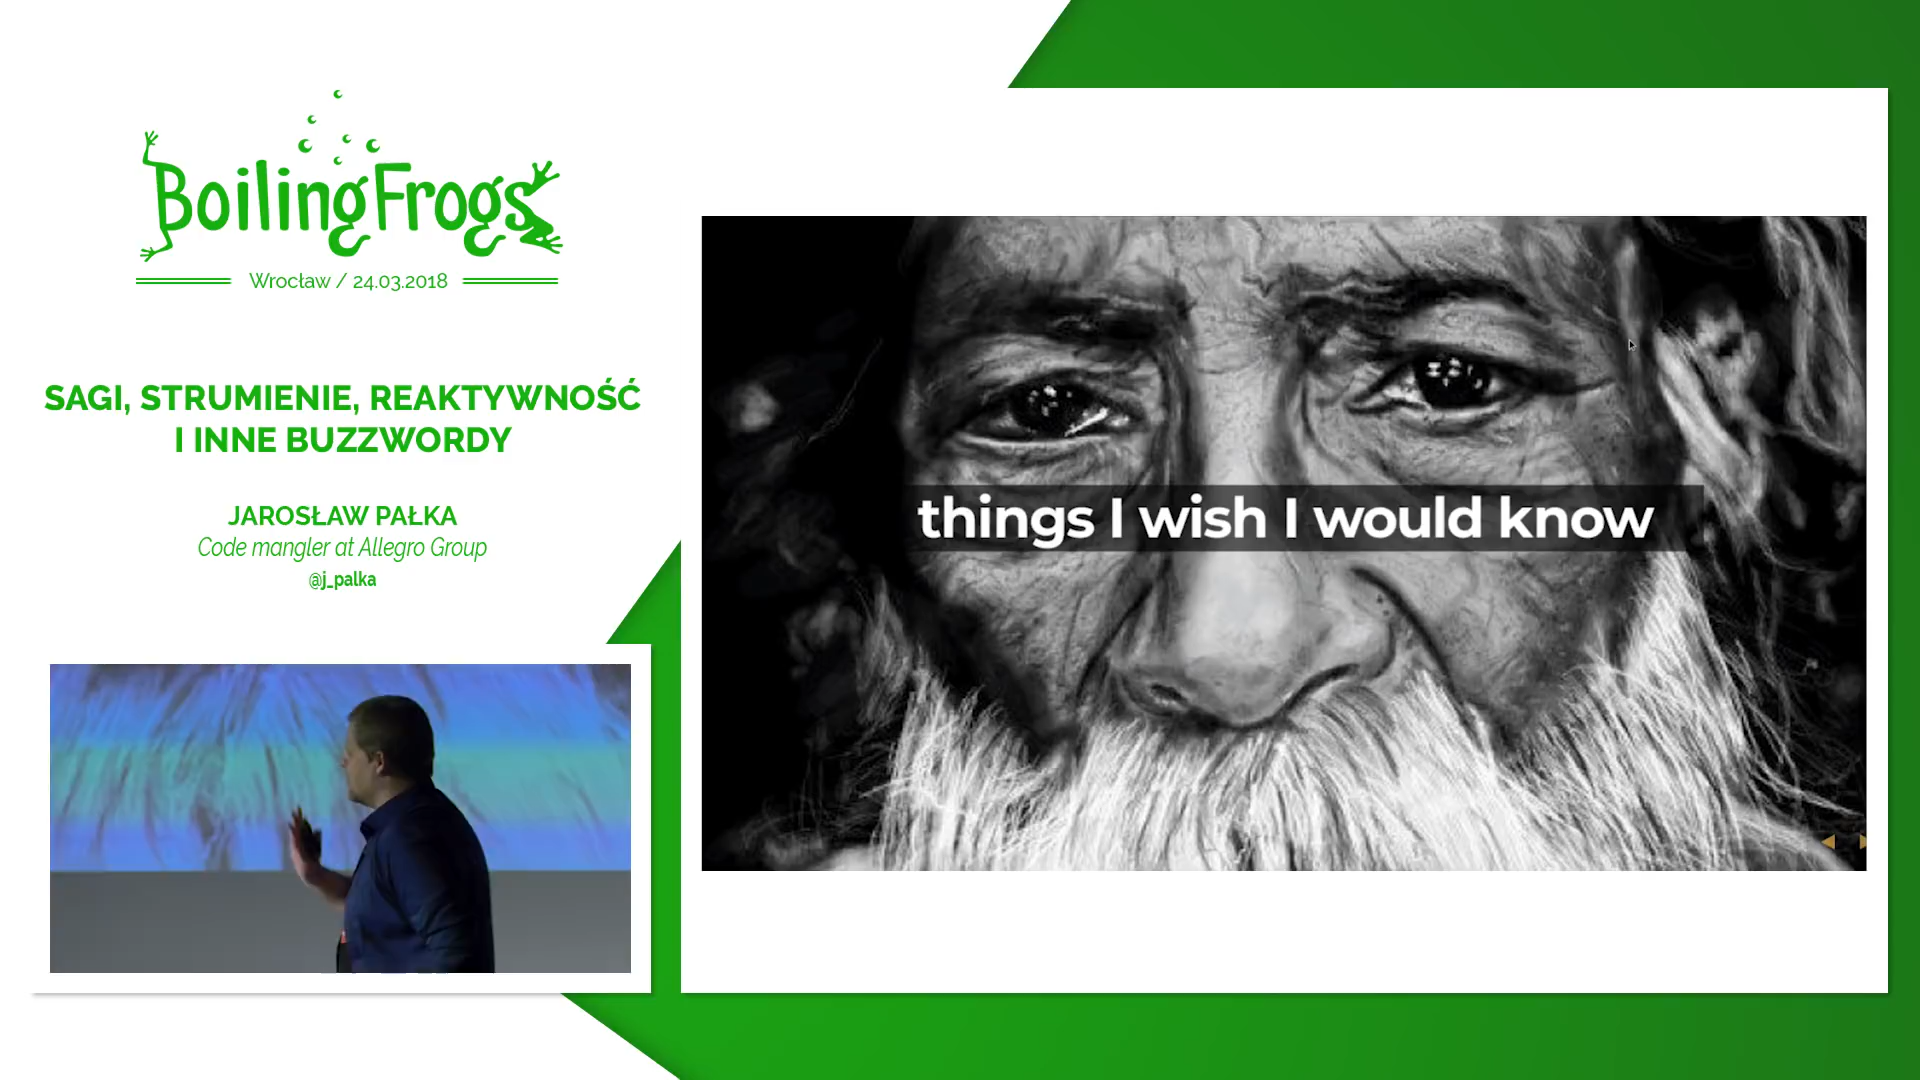 BoilingFrogs
Wrocław / 24.03.2018
SAGI, STRUMIENIE, REAKTYWNOŚĆ
I INNE BUZZWORDY
JAROSŁAW PAŁKA
Code mangler at Allegro Group
@j_palka
things I wish I would know